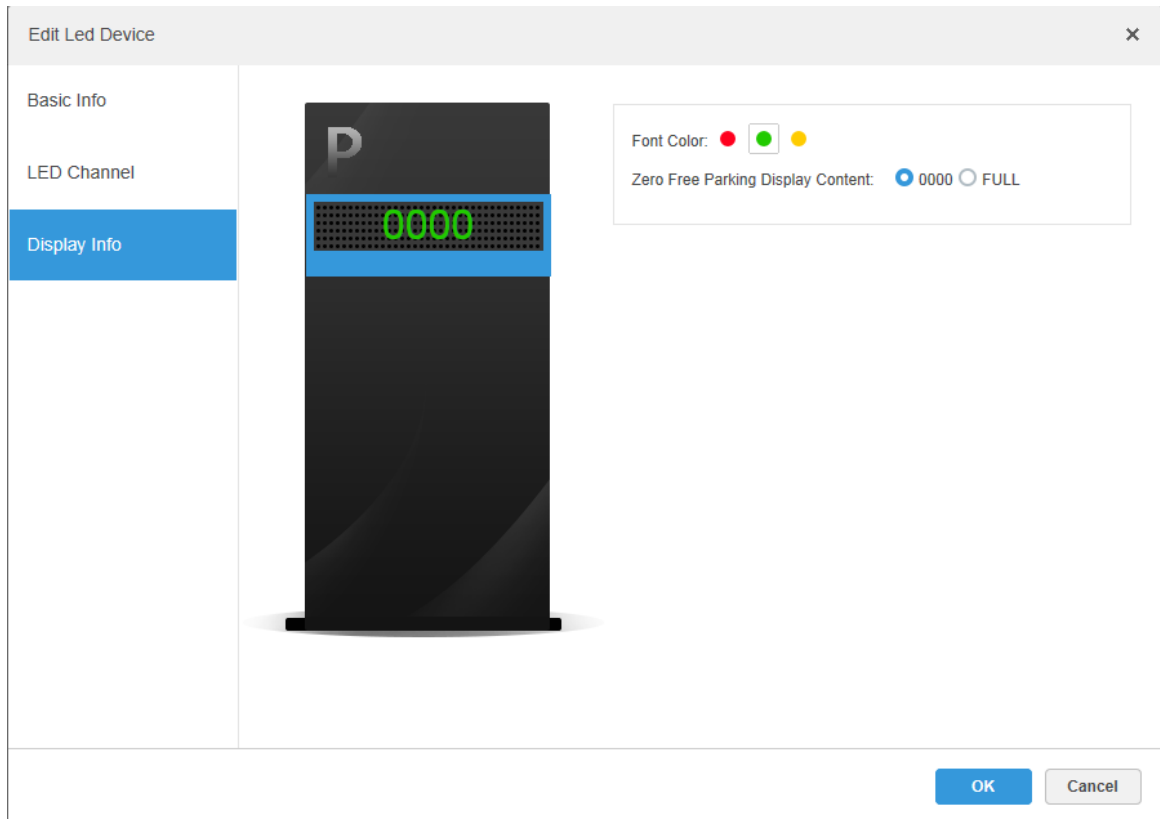 Edit Led Device
Basic Info
LED Channel
Display Info
P
0000
Font Color:
Zero Free Parking Display Content: 0000 FULL
OK Cancel